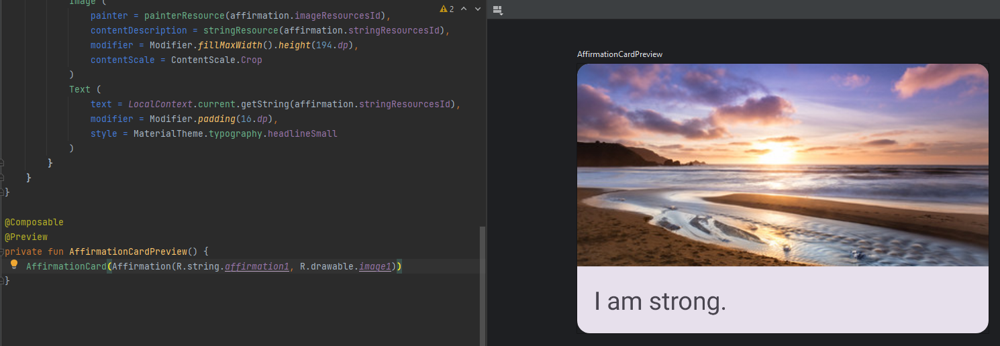 Image (
painter = painterResource(affirmation.imageResourcesId),
contentDescription = stringResource(affirmation.stringResourcesId),
modifier = Modifier.fillMaxWidth().height(194.dp),
contentScale = ContentScale.Crop
)
Text (
text = LocalContext.current.getString(affirmation.stringResourcesId),
modifier = Modifier.padding(16.dp),
style = MaterialTheme.typography.headlineSmall
)
}
}
}
@Composable
@Preview
private fun AffirmationCardPreview() {
AffirmationCard(Affirmation(R.string.affirmation1, R.drawable.image1))
}
2
AffirmationCardPreview
I am strong.